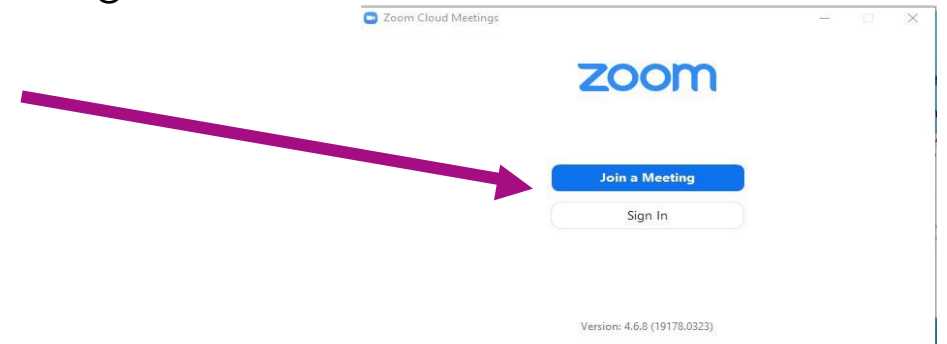 Zoom Cloud Meetings
zoom
Join a Meeting
Sign In
Version: 4.6.8 (19178.0323)